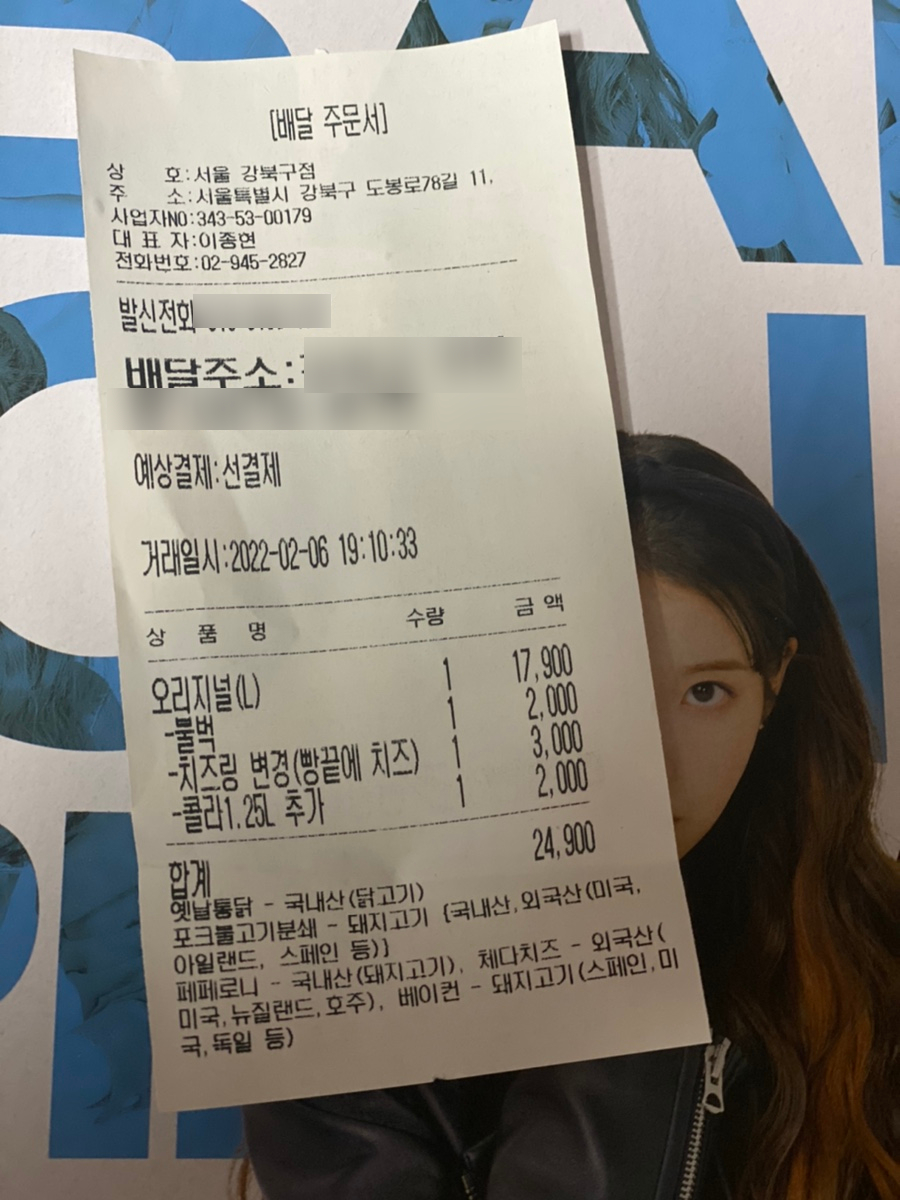 [배달 주문서]
상 호:서울 강북구점
주 소:서울특별시 강북구 도봉로78길 11,
사업자NO:343-53-00179
대 표 자:이종현
전화번호:02-945-2827
발신전화
배달주소:
예상결제:선결제
거래일시:2022-02-06 19:10:33
상 품 명 수량 금 액
오리지널(L) 1 17,900
-불벅 1 2,000
-치즈링 변경(빵끝에 치즈) 1 3,000
-콜라1.25L 추가 1 2,000
합계 24,900
옛날통닭 - 국내산(닭고기)
포크불고기분쇄 - 돼지고기 {국내산,외국산(미국,
아일랜드, 스페인 등)}
페페로니 - 국내산(돼지고기), 체다치즈 - 외국산(
미국,뉴질랜드,호주), 베이컨 - 돼지고기(스페인,미
국,독일 등)